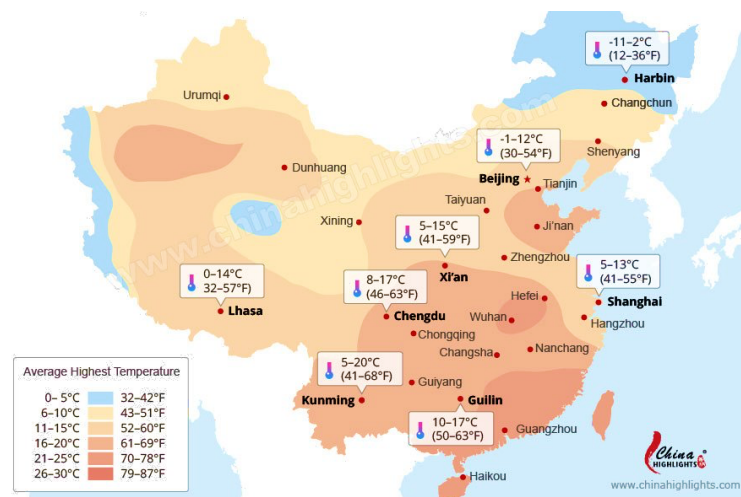 -11–2°C
(12–36°F)
Harbin
Urumqi
Changchun
-1–12°C
(30–54°F)
Shenyang
Dunhuang
Beijing
Tianjin
Taiyuan
Xining
5–15°C
(41–59°F)
Ji'nan
Xi'an
Zhengzhou
5–13°C
(41–55°F)
0–14°C
32–57°F)
8–17°C
(46–63°F)
Hefei
Shanghai
Lhasa
Chengdu
Wuhan
Hangzhou
Chongqing
Changsha
Nanchang
5–20°C
(41–68°F)
Guiyang
Kunming
Guilin
10–17°C
(50–63°F)
Guangzhou
Haikou
Average Highest Temperature
0– 5°C 32–42°F
6–10°C 43–51°F
11–15°C 52–60°F
16–20°C 61–69°F
21–25°C 70–78°F
26–30°C 79–87°F
China
HIGHLIGHTS
www.chinahighlights.com
www.chinahighlights.com